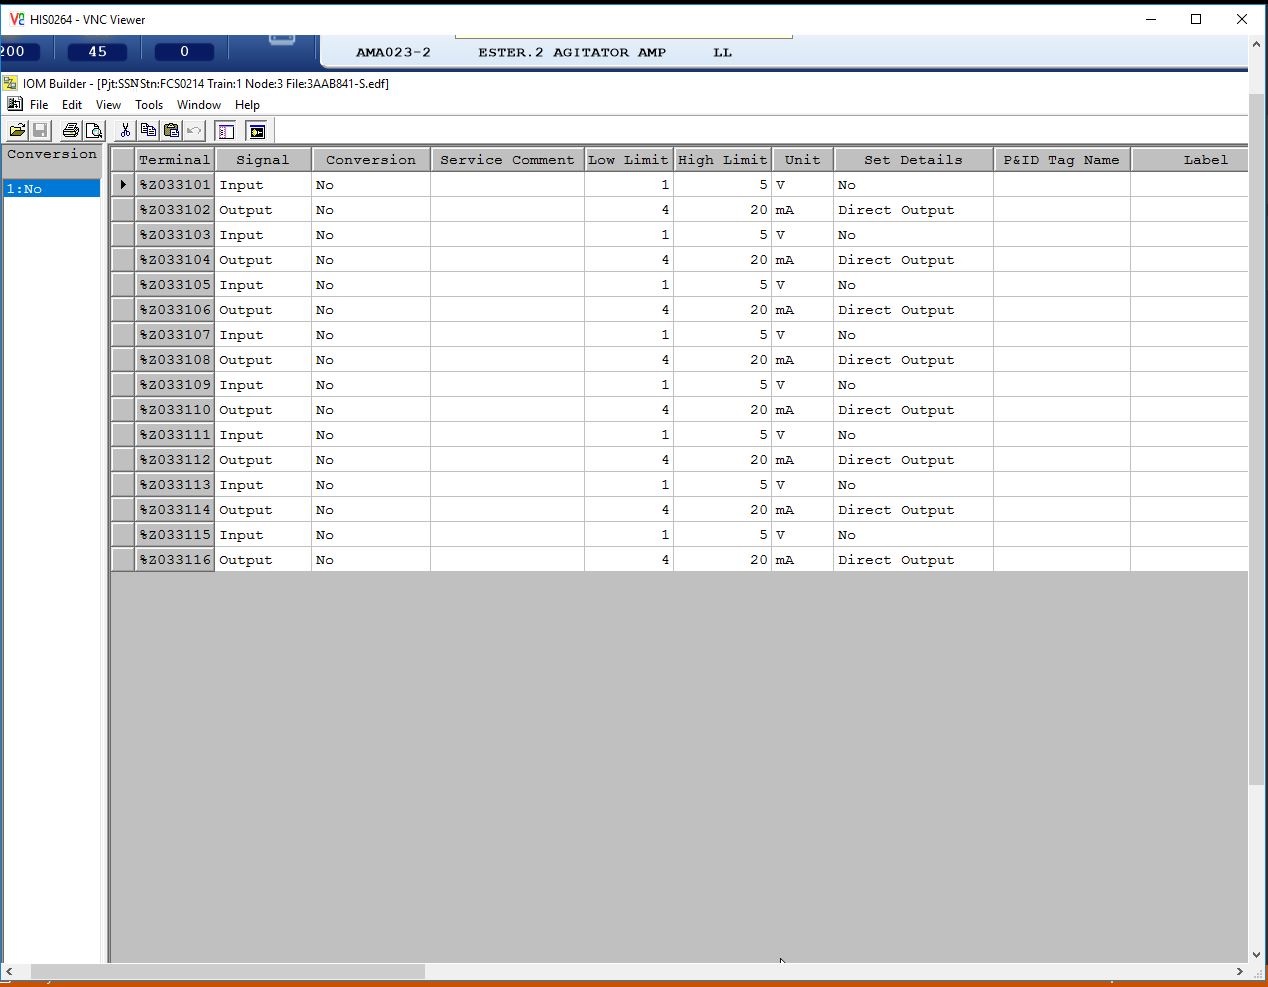 HIS0264 - VNC Viewer
200 45 0 AMA023-2 ESTER.2 AGITATOR AMP LL
IOM Builder - [Pjt:SSN Stn:FCS0214 Train:1 Node:3 File:3AAB841-S.edf]
File Edit View Tools Window Help
Conversion
1:No
Terminal Signal Conversion Service Comment Low Limit High Limit Unit Set Details P&ID Tag Name Label
%Z033101 Input No 1 5 V No
%Z033102 Output No 4 20 mA Direct Output
%Z033103 Input No 1 5 V No
%Z033104 Output No 4 20 mA Direct Output
%Z033105 Input No 1 5 V No
%Z033106 Output No 4 20 mA Direct Output
%Z033107 Input No 1 5 V No
%Z033108 Output No 4 20 mA Direct Output
%Z033109 Input No 1 5 V No
%Z033110 Output No 4 20 mA Direct Output
%Z033111 Input No 1 5 V No
%Z033112 Output No 4 20 mA Direct Output
%Z033113 Input No 1 5 V No
%Z033114 Output No 4 20 mA Direct Output
%Z033115 Input No 1 5 V No
%Z033116 Output No 4 20 mA Direct Output